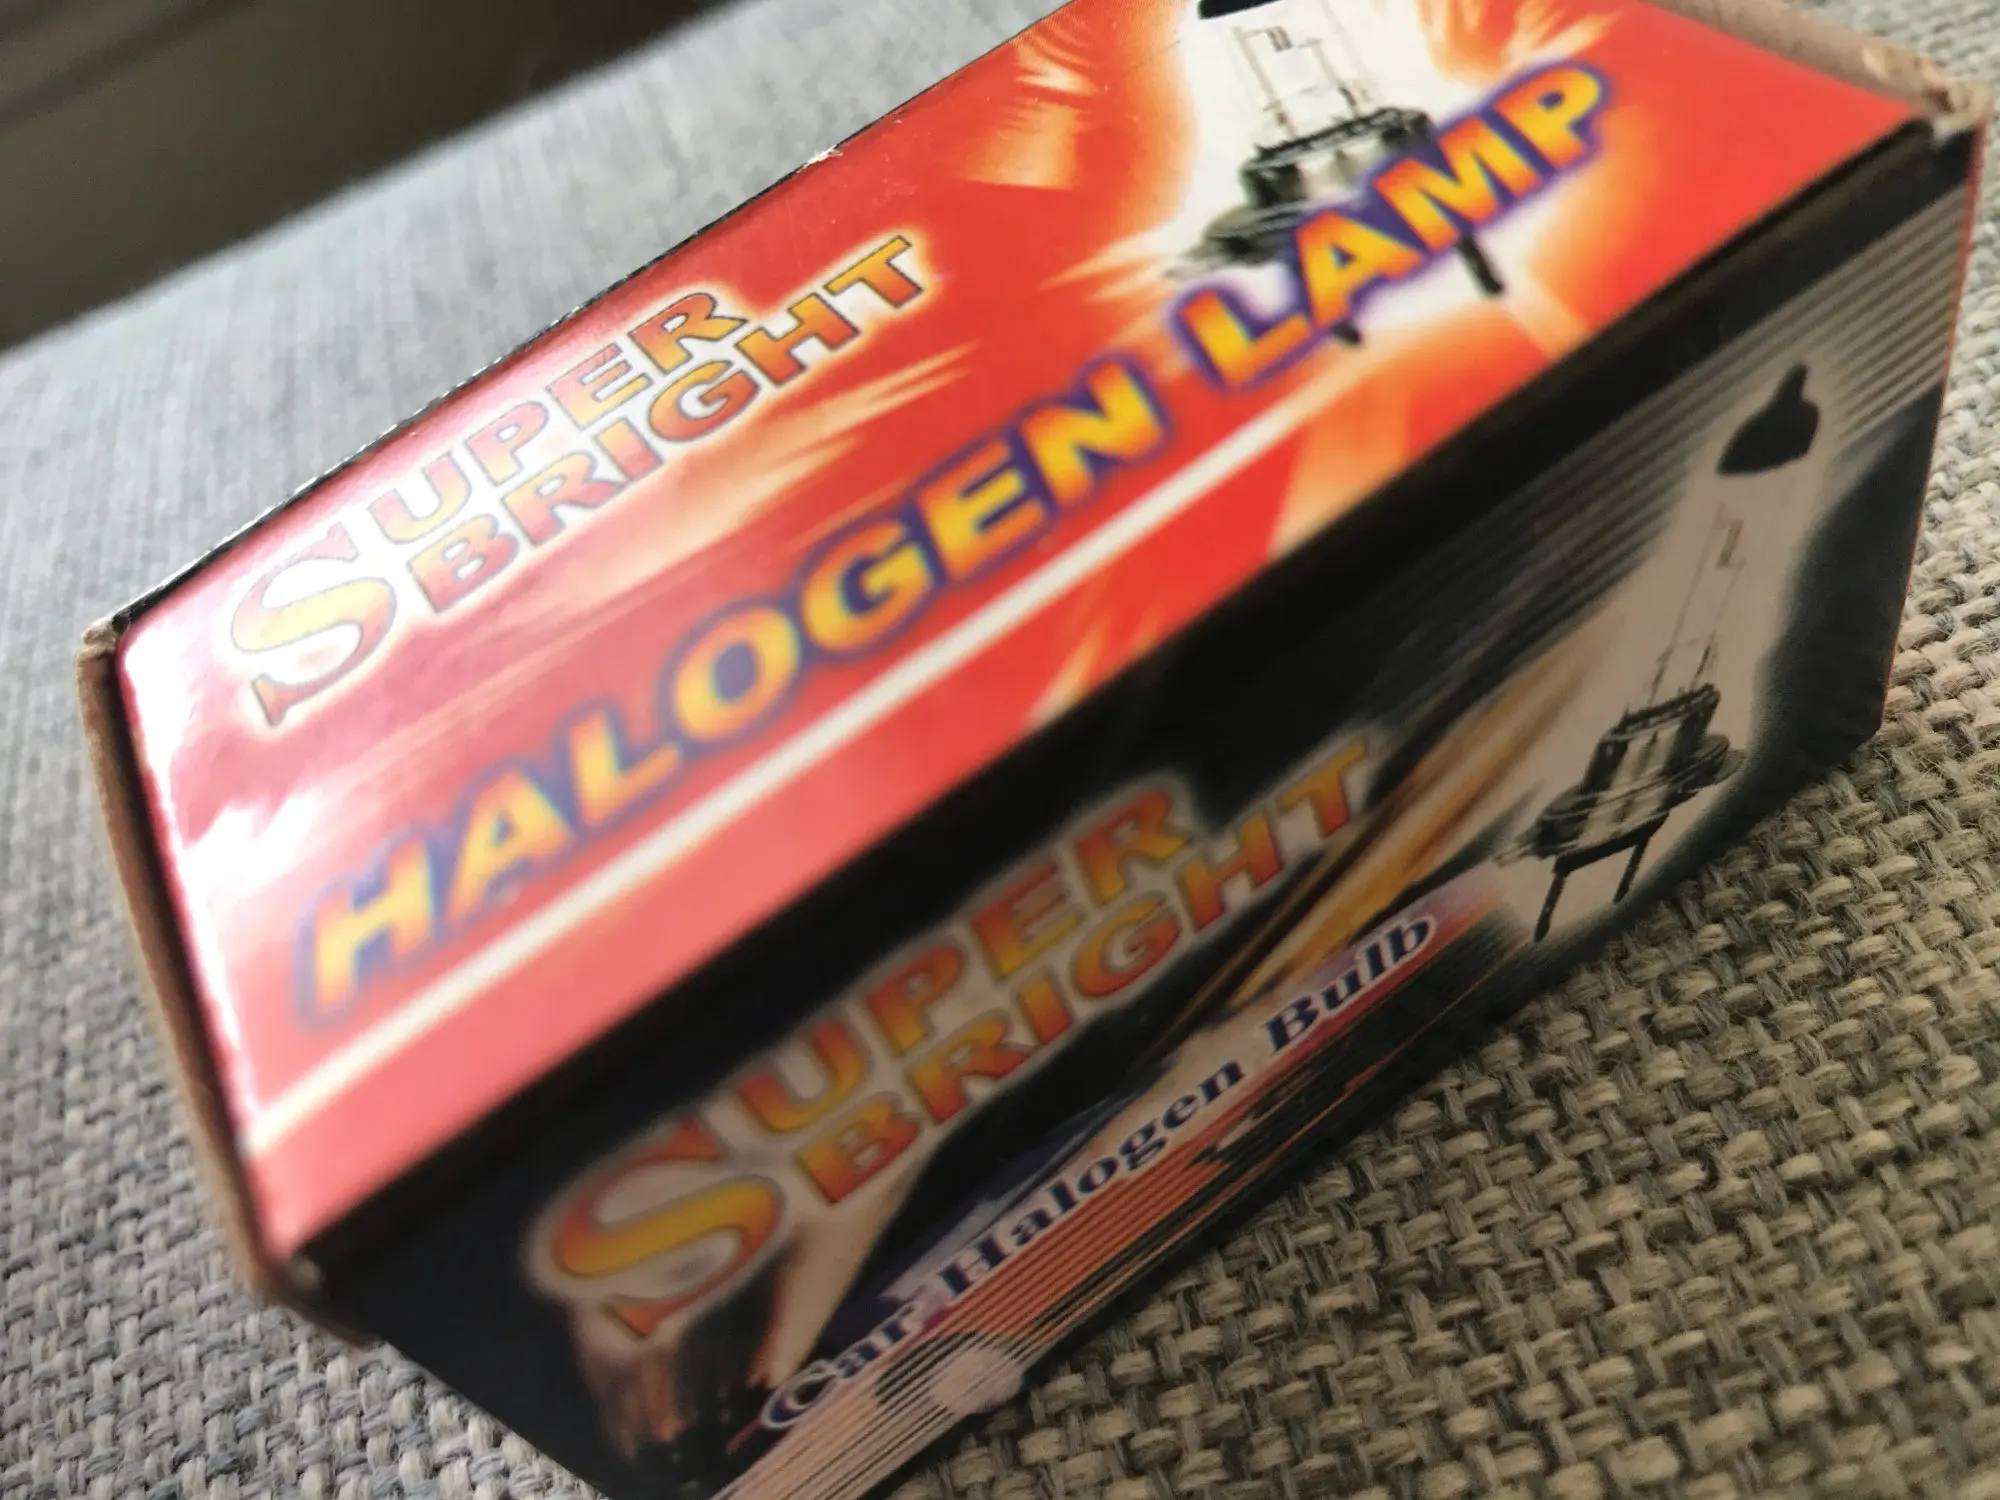 SUPER
BRIGHT
HALOGEN LAMP
SUPER
BRIGHT
Car Halogen Bulb